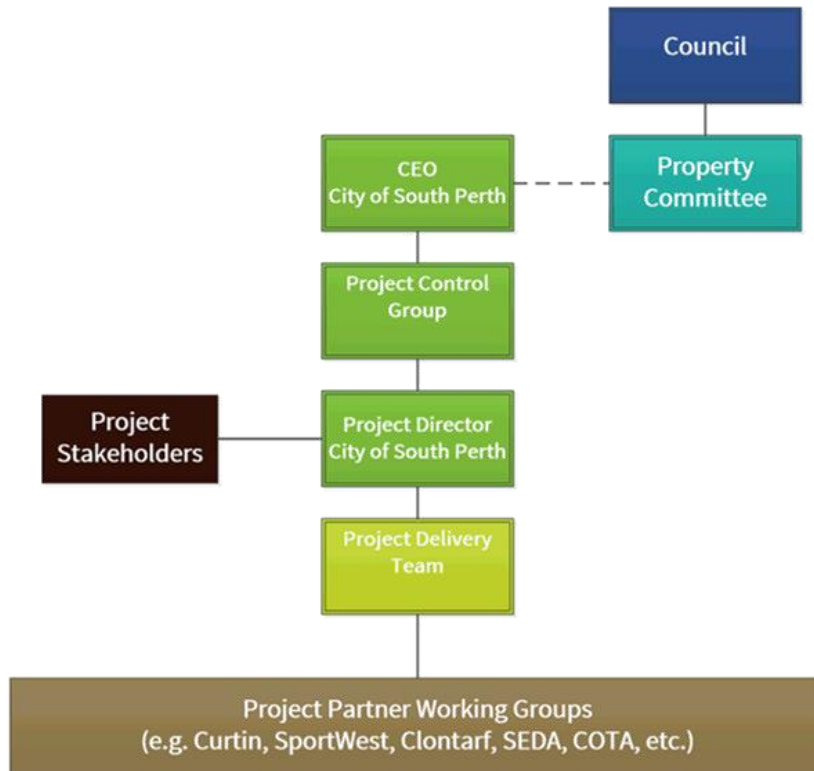 Council
CEO
City of South Perth
Property
Committee
Project Control
Group
Project
Stakeholders
Project Director
City of South Perth
Project Delivery
Team
Project Partner Working Groups
(e.g. Curtin, SportWest, Clontarf, SEDA, COTA, etc.)